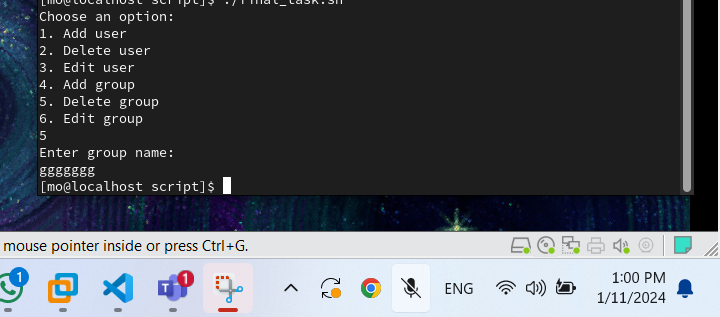 [mo@localhost script]$ ./final_task.sh
Choose an option:
1. Add user
2. Delete user
3. Edit user
4. Add group
5. Delete group
6. Edit group
5
Enter group name:
ggggggg
[mo@localhost script]$
mouse pointer inside or press Ctrl+G.
1
1
ENG
1:00 PM
1/11/2024